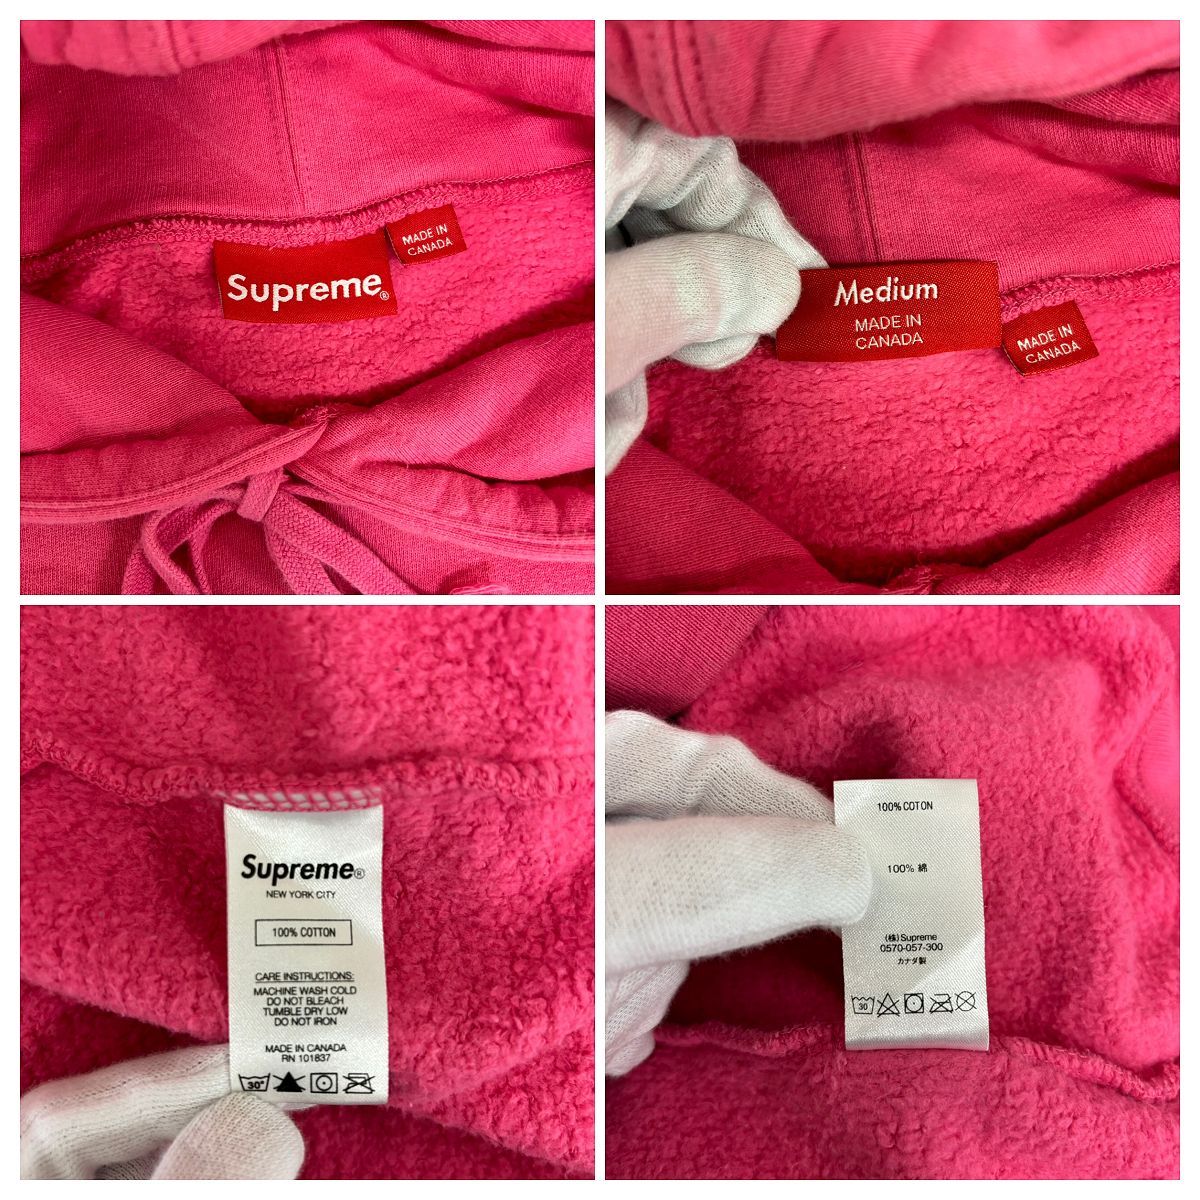 Supreme®
MADE IN
CANADA
Medium
MADE IN
CANADA
MADE IN
CANADA
Supreme®
NEW YORK CITY
100% COTTON
CARE INSTRUCTIONS:
MACHINE WASH COLD
DO NOT BLEACH
TUMBLE DRY LOW
DO NOT IRON
MADE IN CANADA
RN 101837
30°
100% COTTON
100% 綿
(株)Supreme
0570-057-300
カナダ製
30